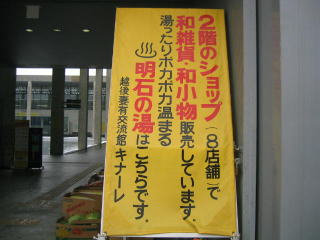 2階のショップ(8店舗)で
和雑貨・和小物販売しています。
湯ったりポカポカ温まる
♨明石の湯はこちらです。
越後妻有交流館キナーレ